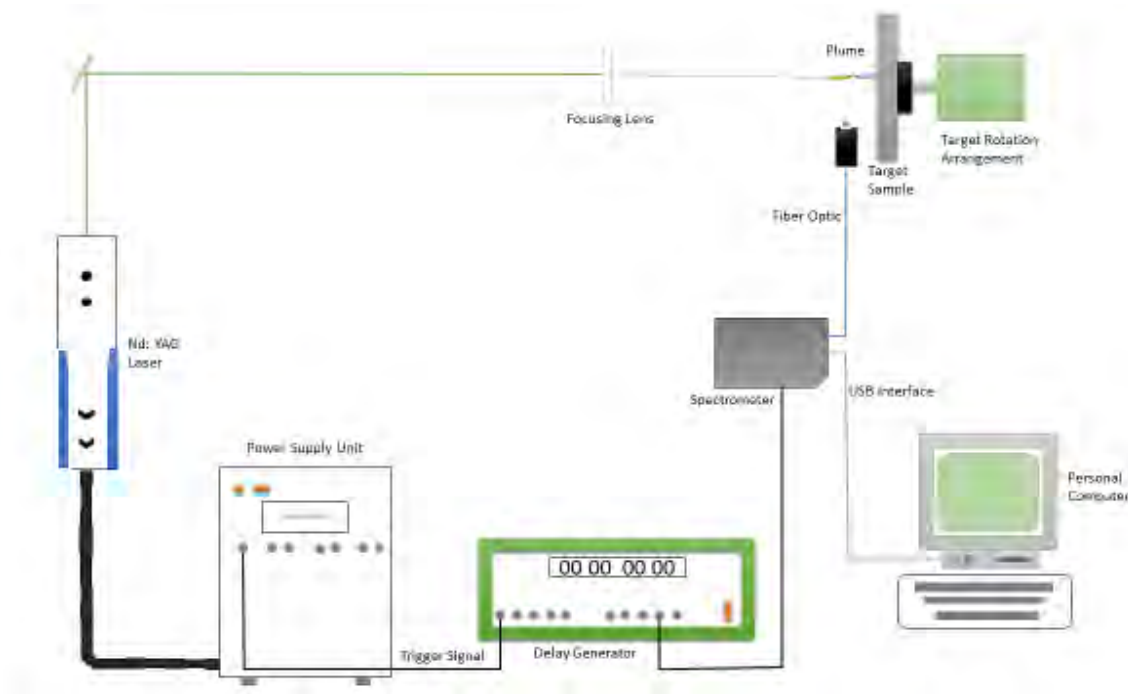 Plume
Focusing Lens
Target Rotation
Arrangement
Target
Sample
Fiber Optic
Nd: YAG
Laser
USB Interface
Spectrometer
Power Supply Unit
Personal
Computer
00 00 00 00
Trigger Signal
Delay Generator